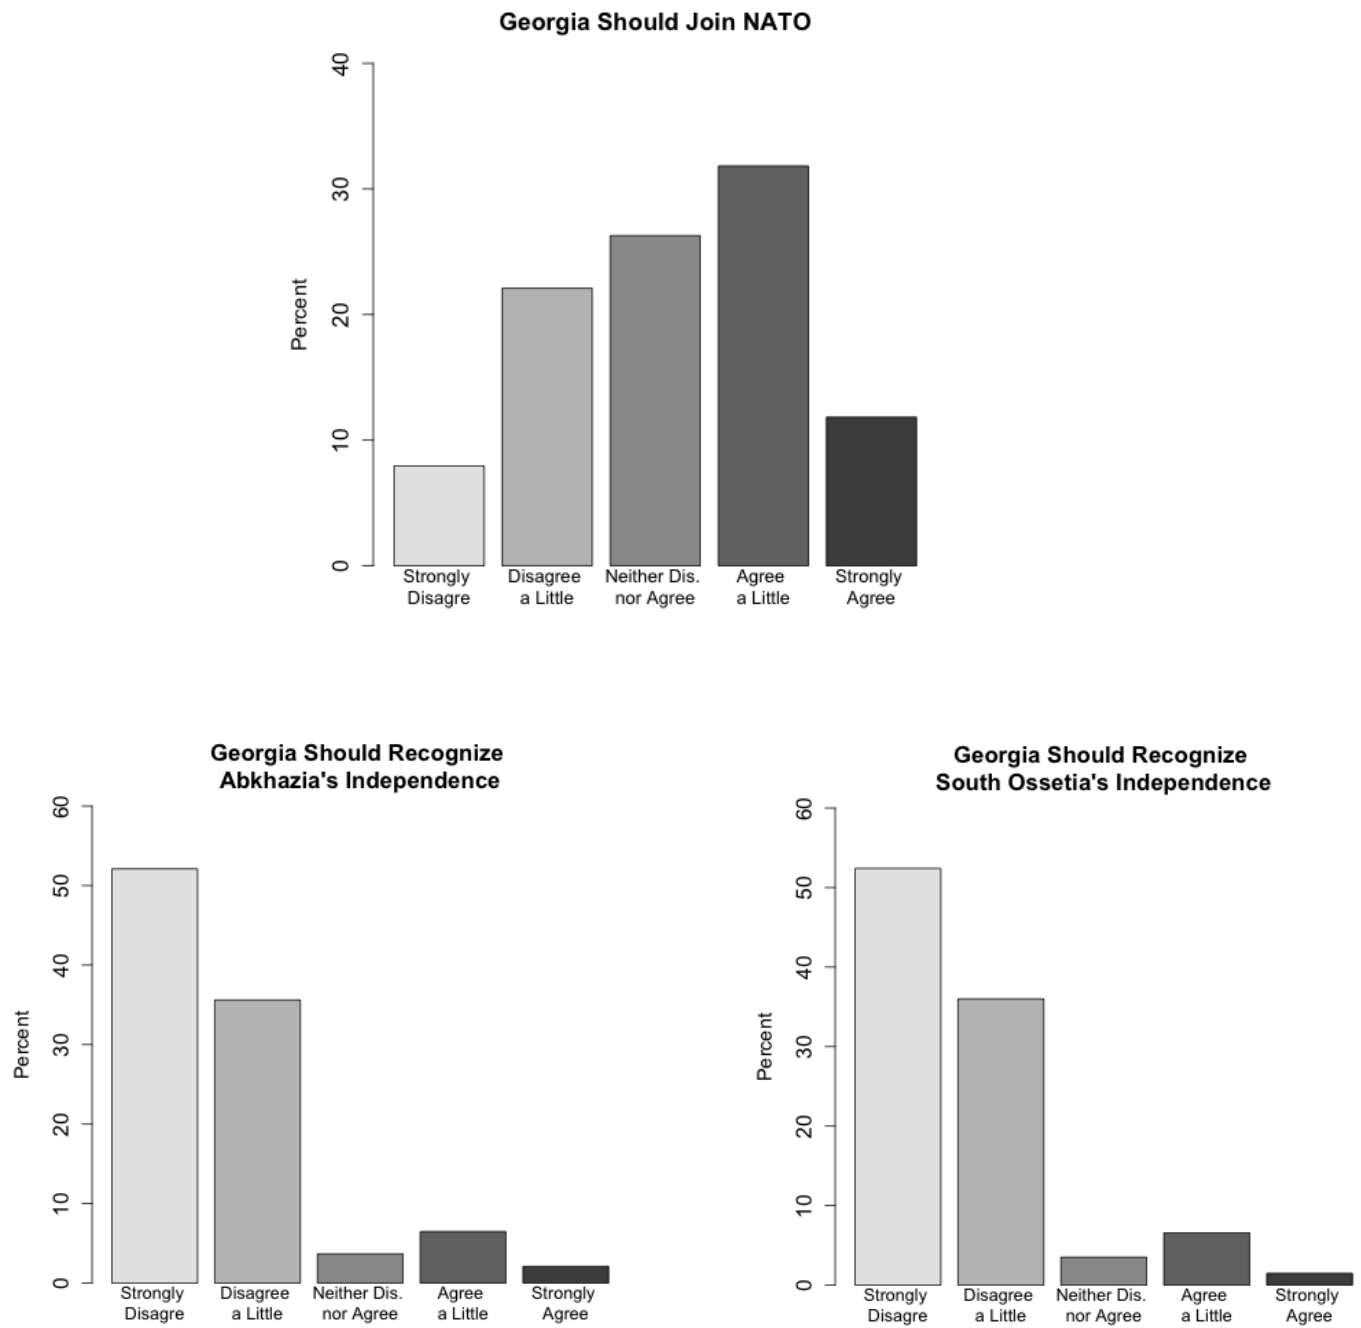 Georgia Should Join NATO
Percent
40
30
20
10
0
Strongly Disagree Neither Dis. Agree Strongly
Disagre a Little nor Agree a Little Agree
Georgia Should Recognize
Abkhazia's Independence
Percent
60
50
40
30
20
10
0
Strongly Disagree Neither Dis. Agree Strongly
Disagre a Little nor Agree a Little Agree
Georgia Should Recognize
South Ossetia's Independence
Percent
60
50
40
30
20
10
0
Strongly Disagree Neither Dis. Agree Strongly
Disagre a Little nor Agree a Little Agree